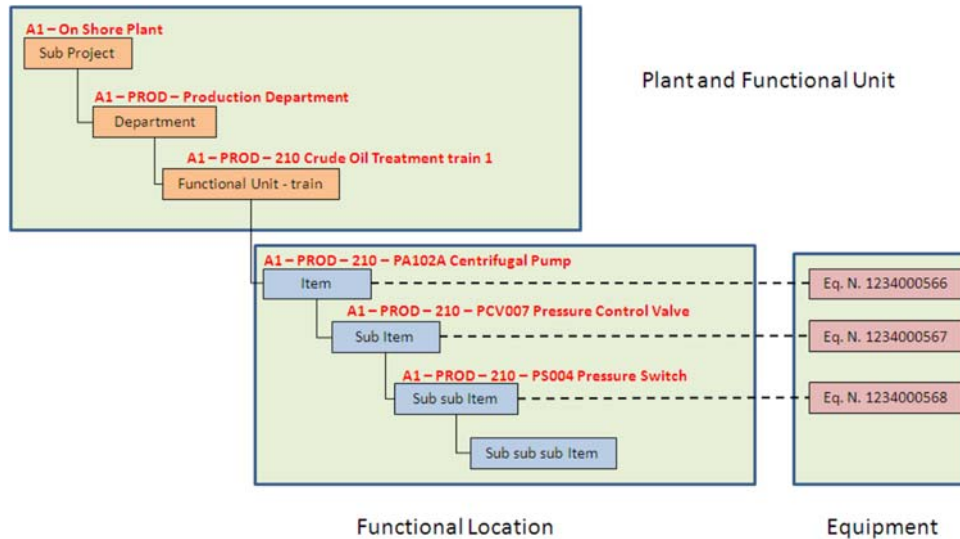 A1 – On Shore Plant
Sub Project
Plant and Functional Unit
A1 – PROD – Production Department
Department
A1 – PROD – 210 Crude Oil Treatment train 1
Functional Unit - train
A1 – PROD – 210 – PA102A Centrifugal Pump
Item
Eq. N. 1234000566
A1 – PROD – 210 – PCV007 Pressure Control Valve
Sub Item
Eq. N. 1234000567
A1 – PROD – 210 – PS004 Pressure Switch
Sub sub Item
Eq. N. 1234000568
Sub sub sub Item
Functional Location
Equipment